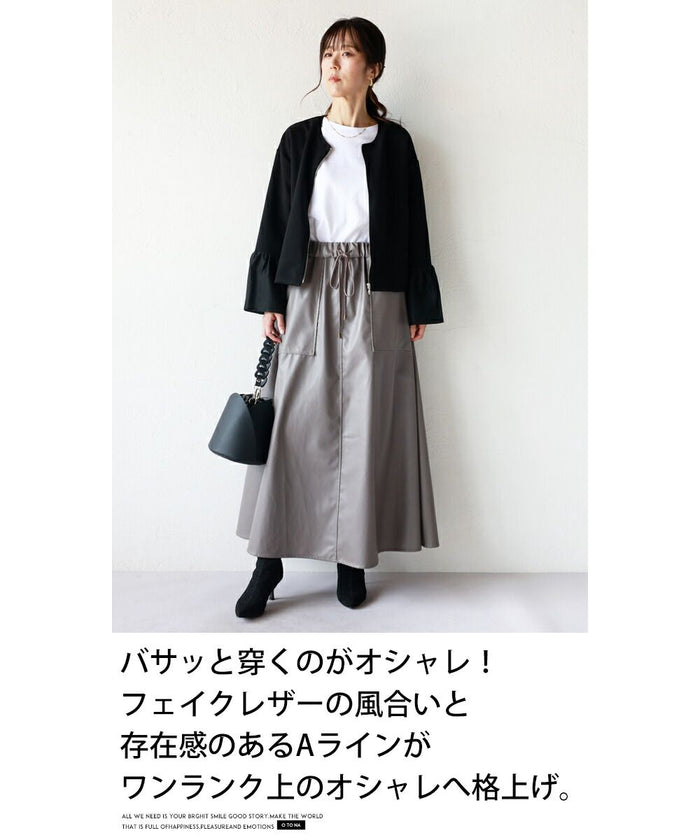 バサッと穿くのがオシャレ！
フェイクレザーの風合いと
存在感のあるAラインが
ワンランク上のオシャレへ格上げ。
ALL WE NEED IS YOUR BRGHIT SMILE GOOD STORY.MAKE THE WORLD
THAT IS FULL OFHAPPINESS,PLEASUREAND EMOTIONS OTONA